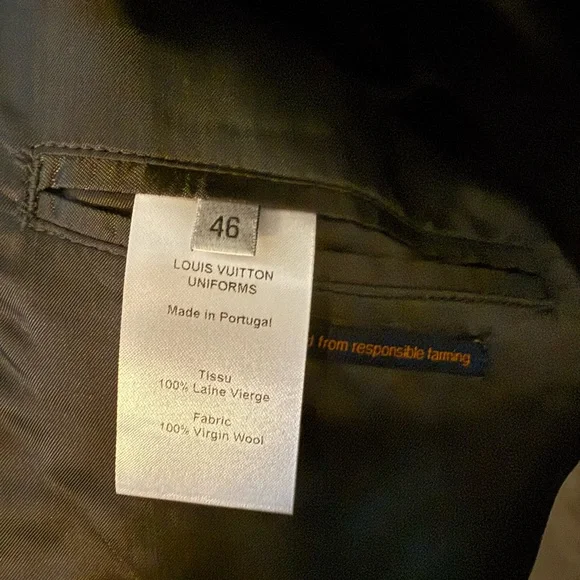 46
LOUIS VUITTON
UNIFORMS
Made in Portugal
from responsible farming
Tissu
100% Laine Vierge
Fabric
100% Virgin Wool